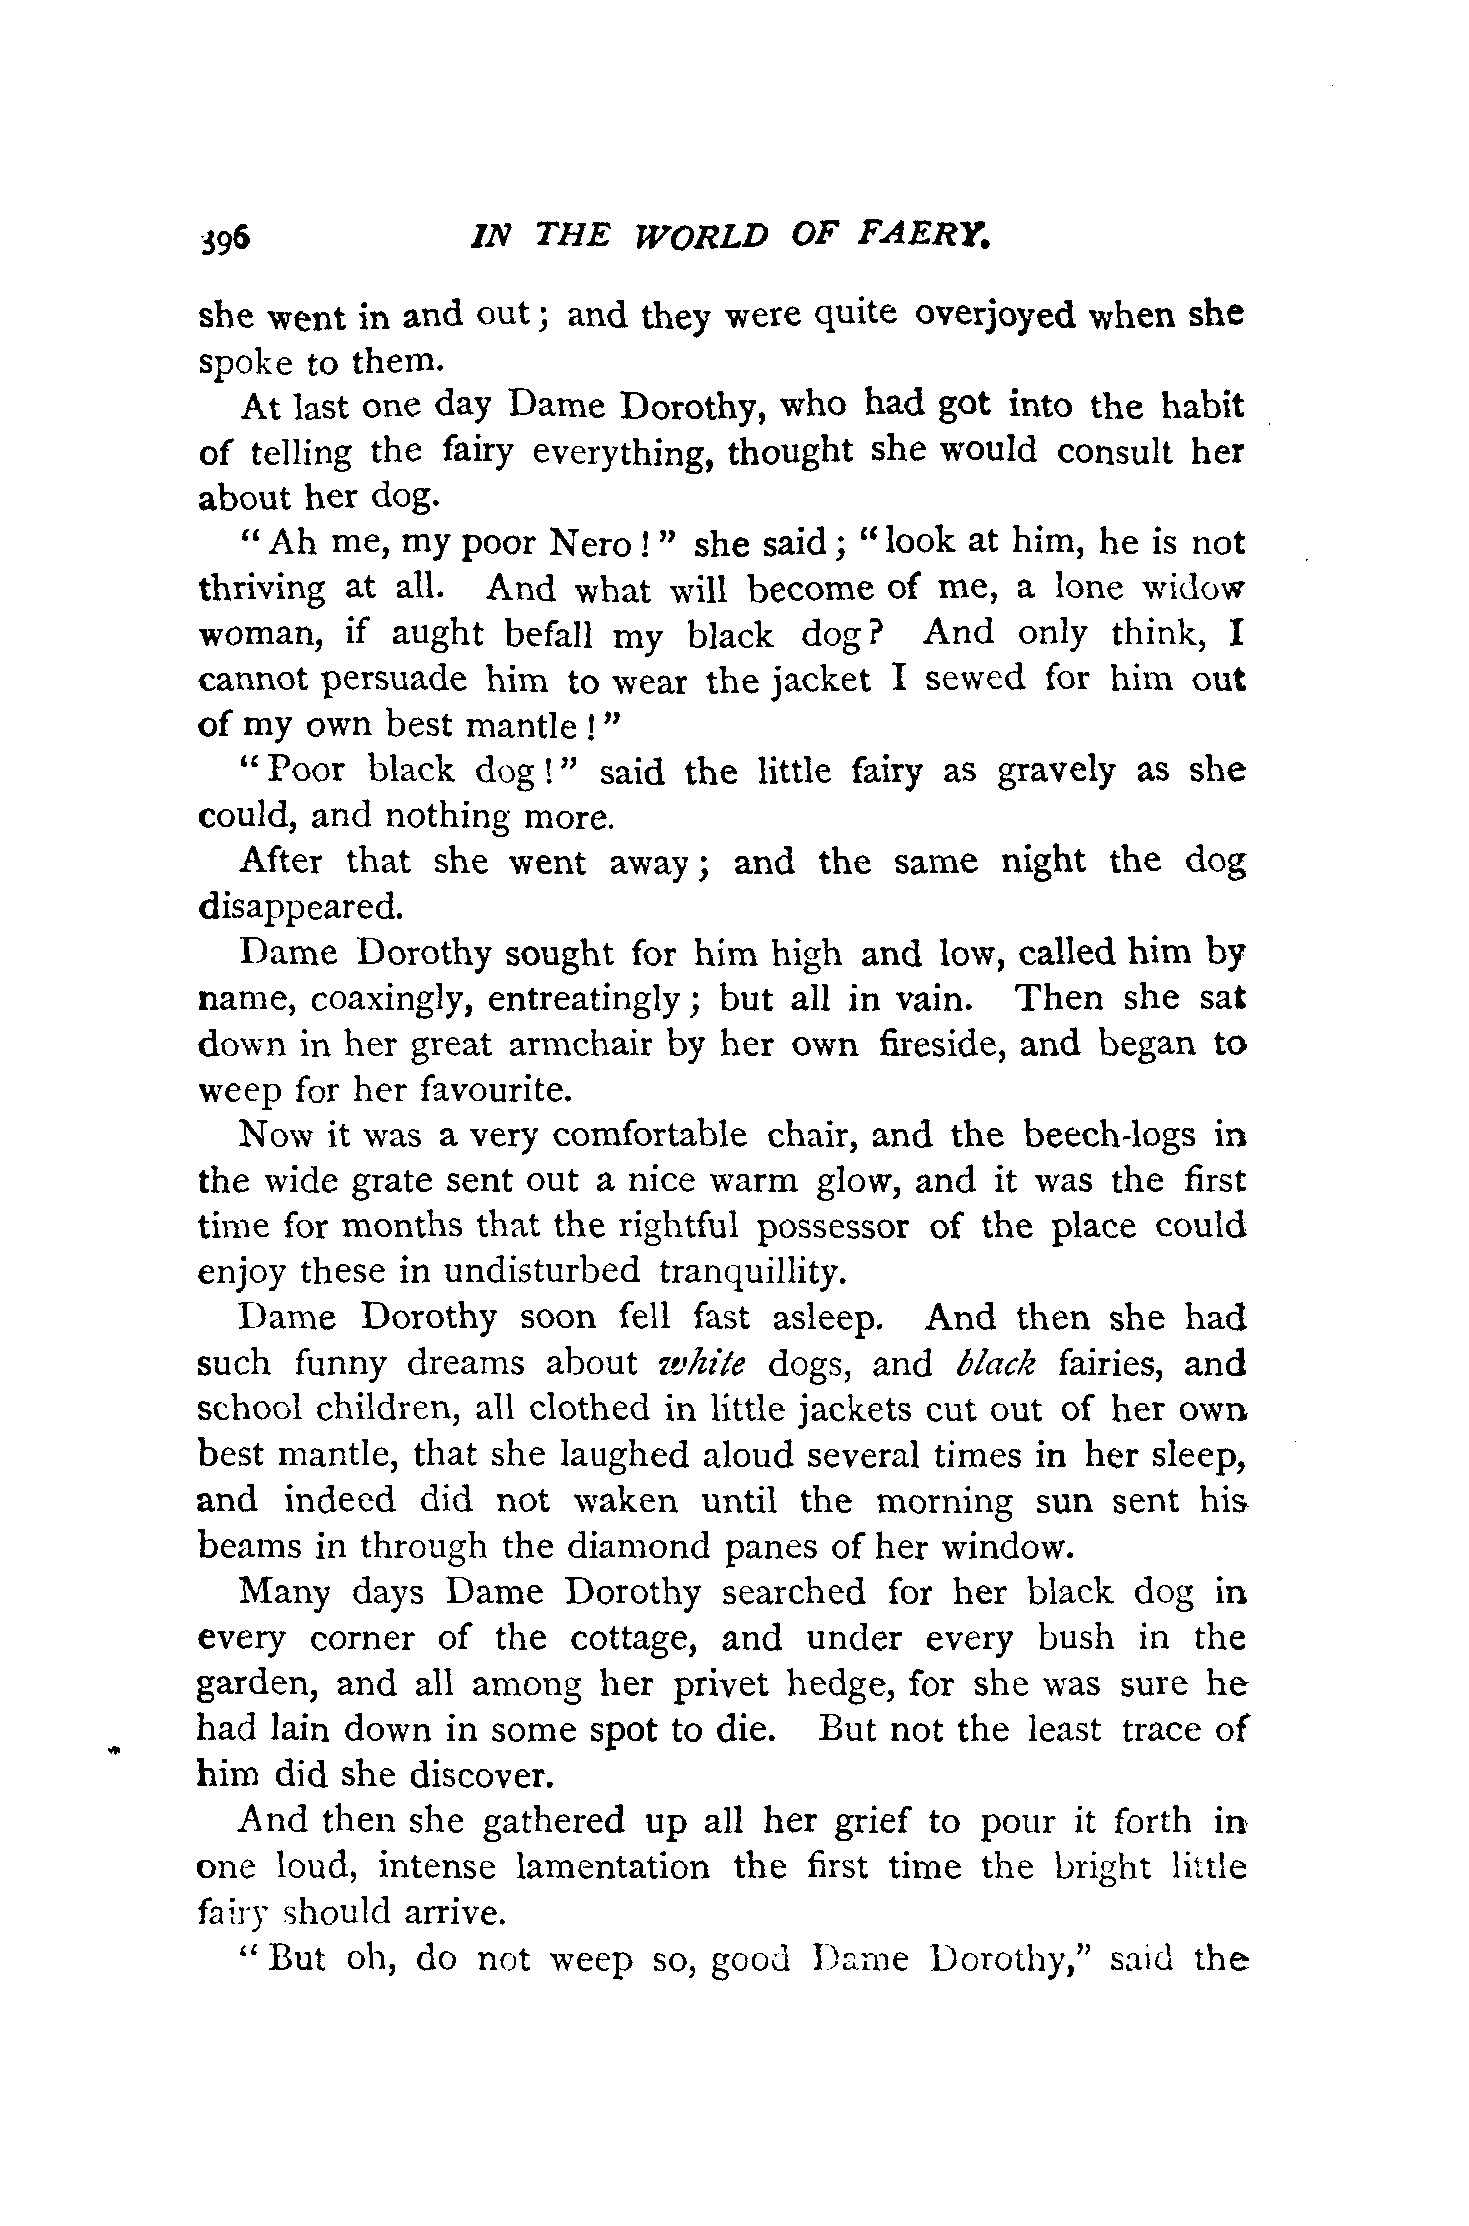 396 IN THE WORLD OF FAERY.
she went in and out; and they were quite overjoyed when she
spoke to them.
At last one day Dame Dorothy, who had got into the habit
of telling the fairy everything, thought she would consult her
about her dog.
"Ah me, my poor Nero!" she said; "look at him, he is not
thriving at all. And what will become of me, a lone widow
woman, if aught befall my black dog? And only think, I
cannot persuade him to wear the jacket I sewed for him out
of my own best mantle!"
"Poor black dog!" said the little fairy as gravely as she
could, and nothing more.
After that she went away; and the same night the dog
disappeared.
Dame Dorothy sought for him high and low, called him by
name, coaxingly, entreatingly; but all in vain. Then she sat
down in her great armchair by her own fireside, and began to
weep for her favourite.
Now it was a very comfortable chair, and the beech-logs in
the wide grate sent out a nice warm glow, and it was the first
time for months that the rightful possessor of the place could
enjoy these in undisturbed tranquillity.
Dame Dorothy soon fell fast asleep. And then she had
such funny dreams about white dogs, and black fairies, and
school children, all clothed in little jackets cut out of her own
best mantle, that she laughed aloud several times in her sleep,
and indeed did not waken until the morning sun sent his
beams in through the diamond panes of her window.
Many days Dame Dorothy searched for her black dog in
every corner of the cottage, and under every bush in the
garden, and all among her privet hedge, for she was sure he
had lain down in some spot to die. But not the least trace of
him did she discover.
And then she gathered up all her grief to pour it forth in
one loud, intense lamentation the first time the bright little
fairy should arrive.
"But oh, do not weep so, good Dame Dorothy," said the